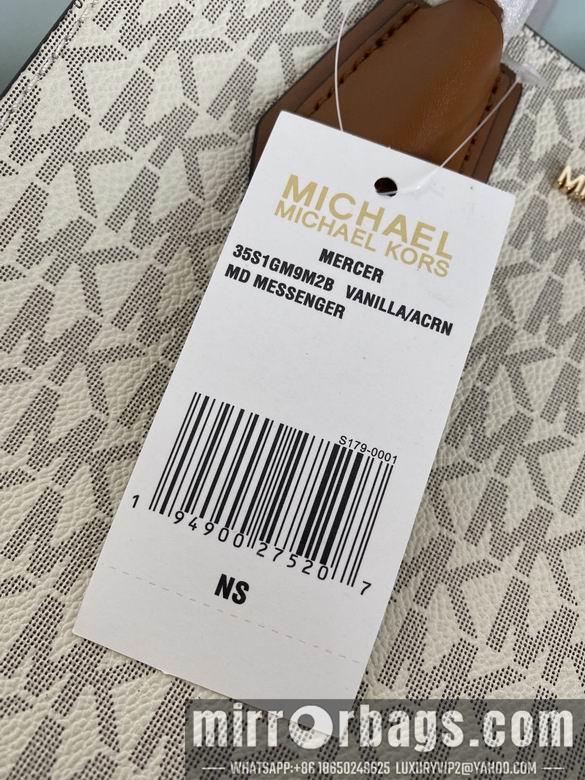 MICHAEL
MICHAEL KORS
MERCER
35S1GM9M2B VANILLA/ACRN
MD MESSENGER
S179-0001
1 94900 27520 7
NS
mirrorbags.com
WHATSAPP:+86 18650248625 LUXURYVIP2@YAHOO.COM